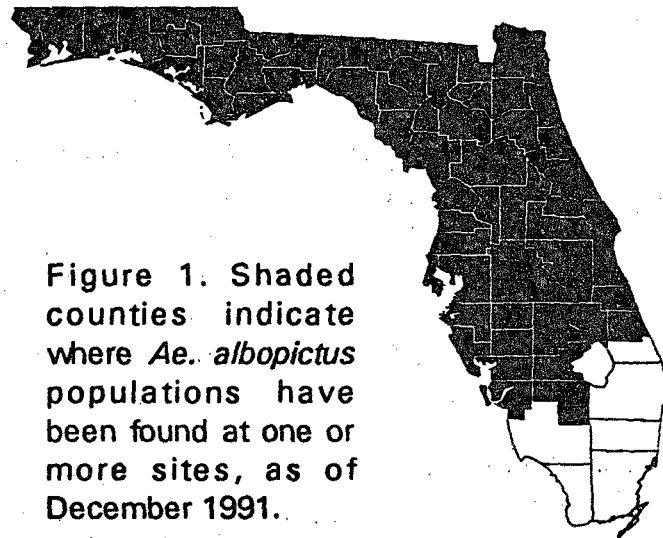 Figure 1. Shaded
counties indicate
where Ae. albopictus
populations have
been found at one or
more sites, as of
December 1991.